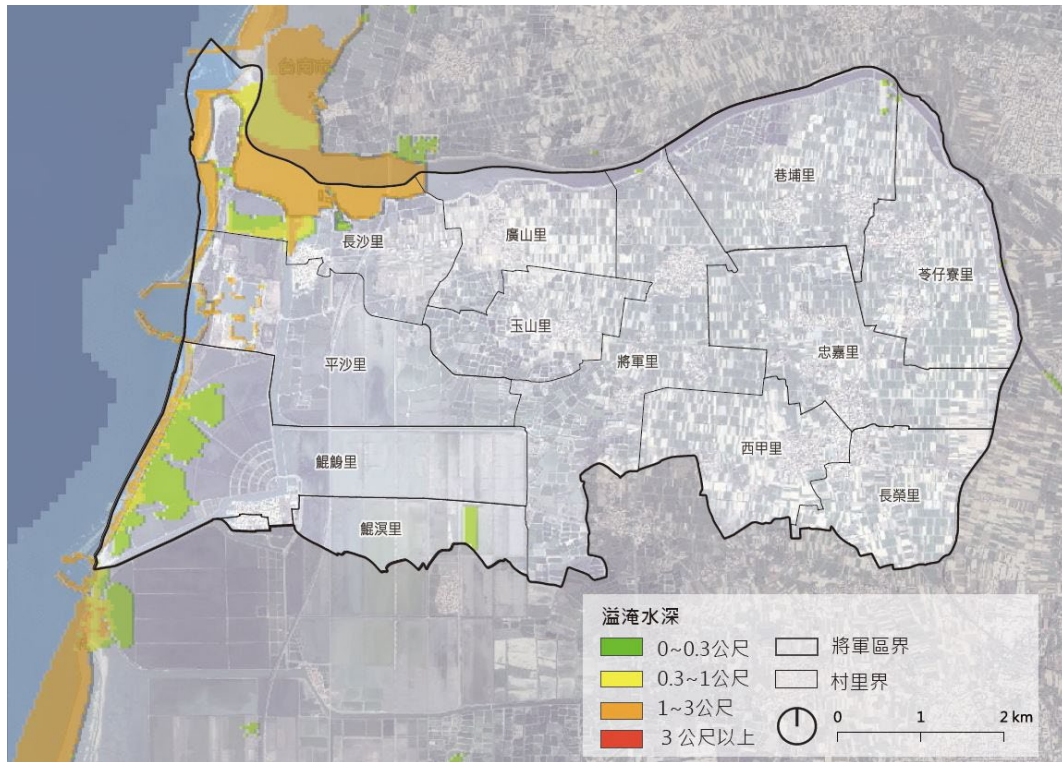 台南市
巷埔里
長沙里
廣山里
苓仔寮里
玉山里
平沙里
將軍里
忠嘉里
西甲里
鯤鯓里
長榮里
鯤溟里
溢淹水深
0~0.3公尺
將軍區界
0.3~1公尺
村里界
1~3公尺
0 1 2 km
3 公尺以上